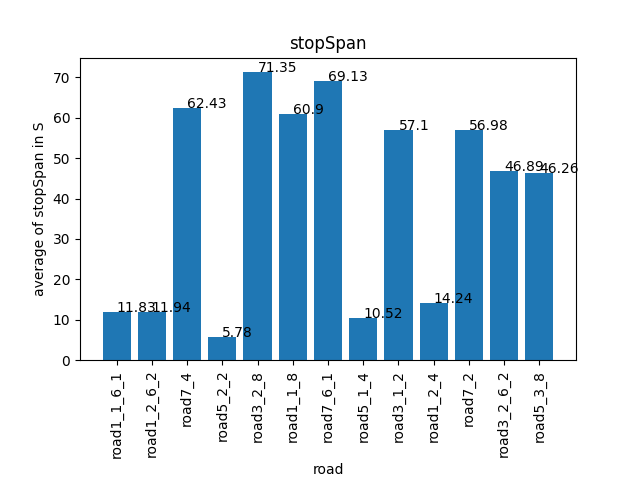 stopSpan
average of stopSpan in S
70
60
50
40
30
20
10
0
11.83
11.94
62.43
5.78
71.35
60.9
69.13
10.52
57.1
14.24
56.98
46.89
46.26
road1_1_6_1
road1_2_6_2
road7_4
road5_2_2
road3_2_8
road1_1_8
road7_6_1
road5_1_4
road3_1_2
road1_2_4
road7_2
road3_2_6_2
road5_3_8
road